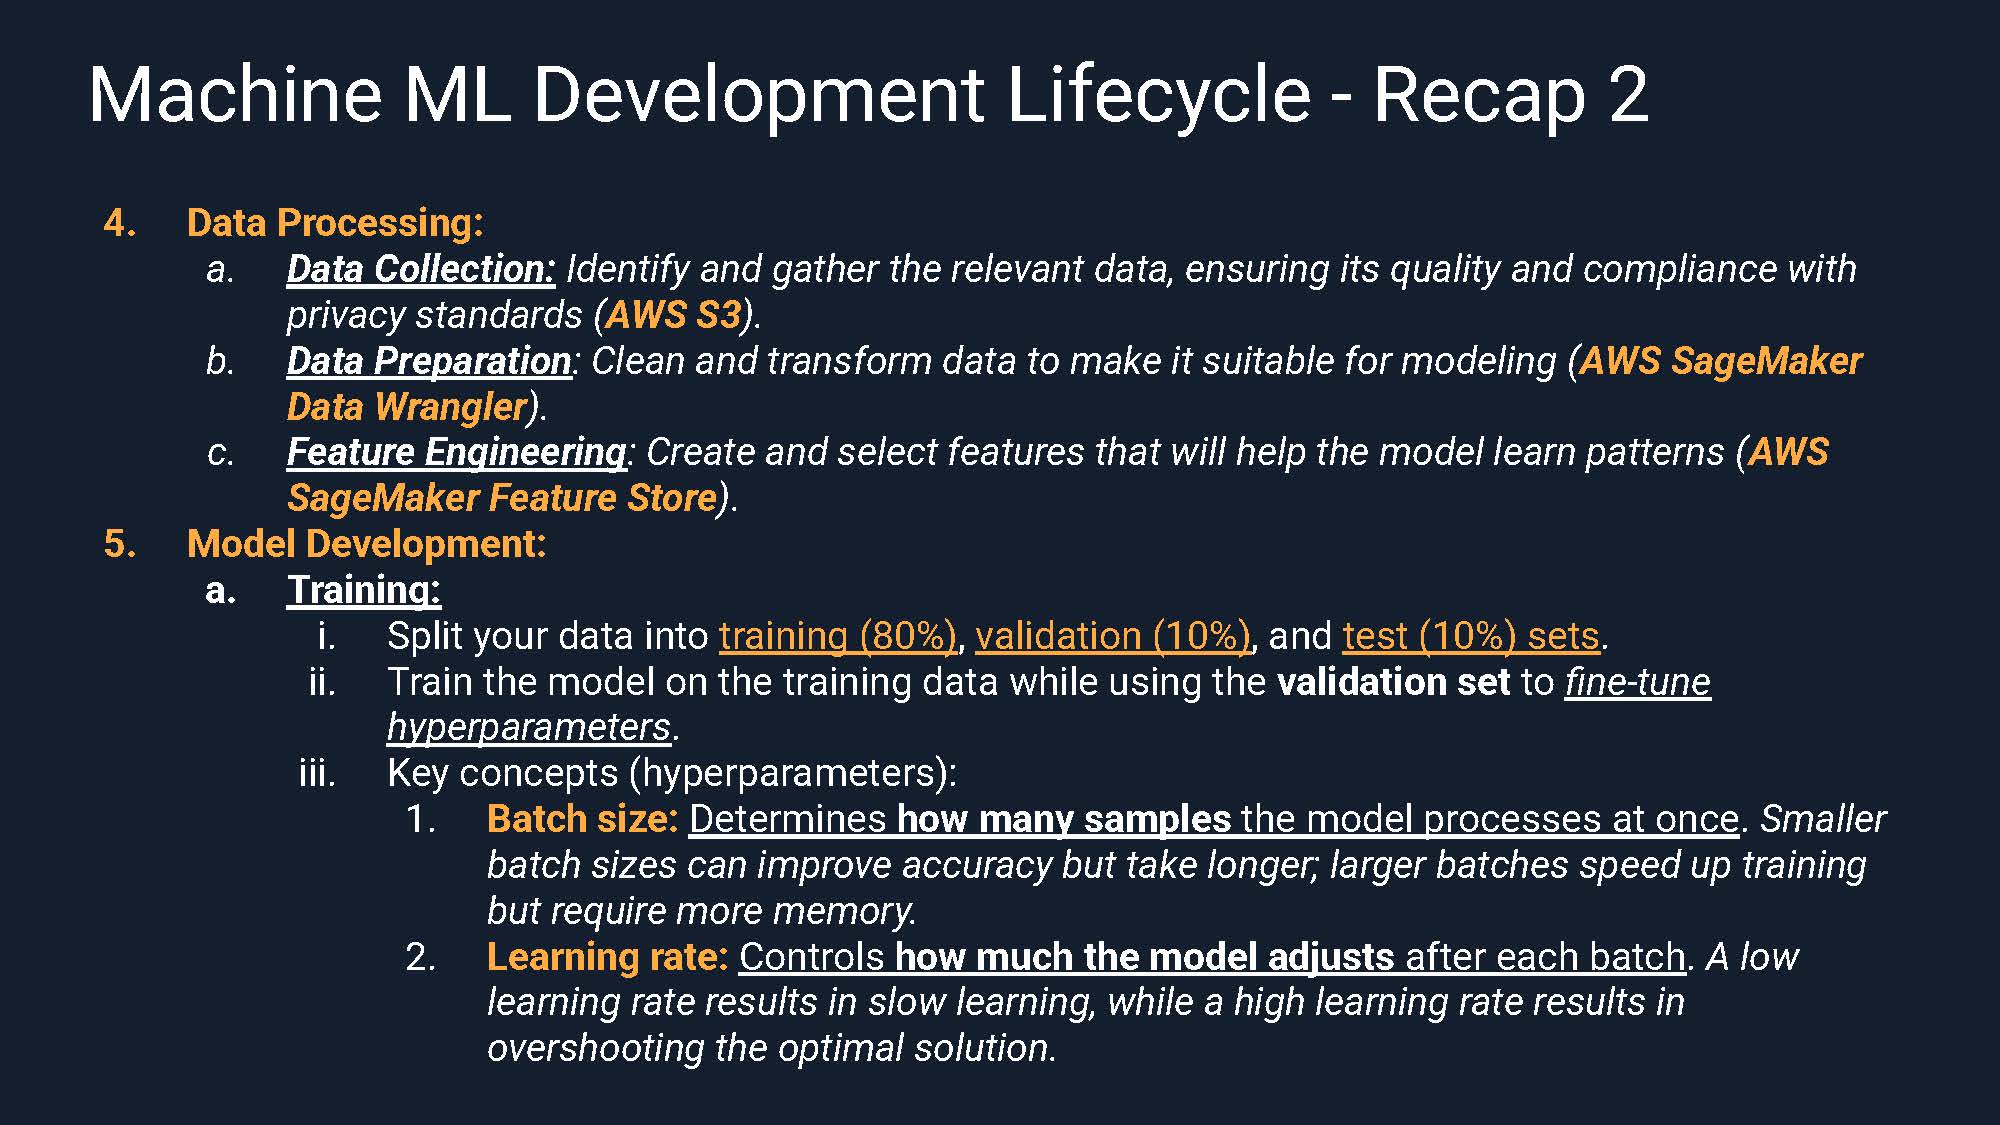 Machine ML Development Lifecycle - Recap 2
4. Data Processing:
a. Data Collection: Identify and gather the relevant data, ensuring its quality and compliance with
privacy standards (AWS S3).
b. Data Preparation: Clean and transform data to make it suitable for modeling (AWS SageMaker
Data Wrangler).
c. Feature Engineering: Create and select features that will help the model learn patterns (AWS
SageMaker Feature Store).
5. Model Development:
a. Training:
i. Split your data into training (80%), validation (10%), and test (10%) sets.
ii. Train the model on the training data while using the validation set to fine-tune
hyperparameters.
iii. Key concepts (hyperparameters):
1. Batch size: Determines how many samples the model processes at once. Smaller
batch sizes can improve accuracy but take longer; larger batches speed up training
but require more memory.
2. Learning rate: Controls how much the model adjusts after each batch. A low
learning rate results in slow learning, while a high learning rate results in
overshooting the optimal solution.